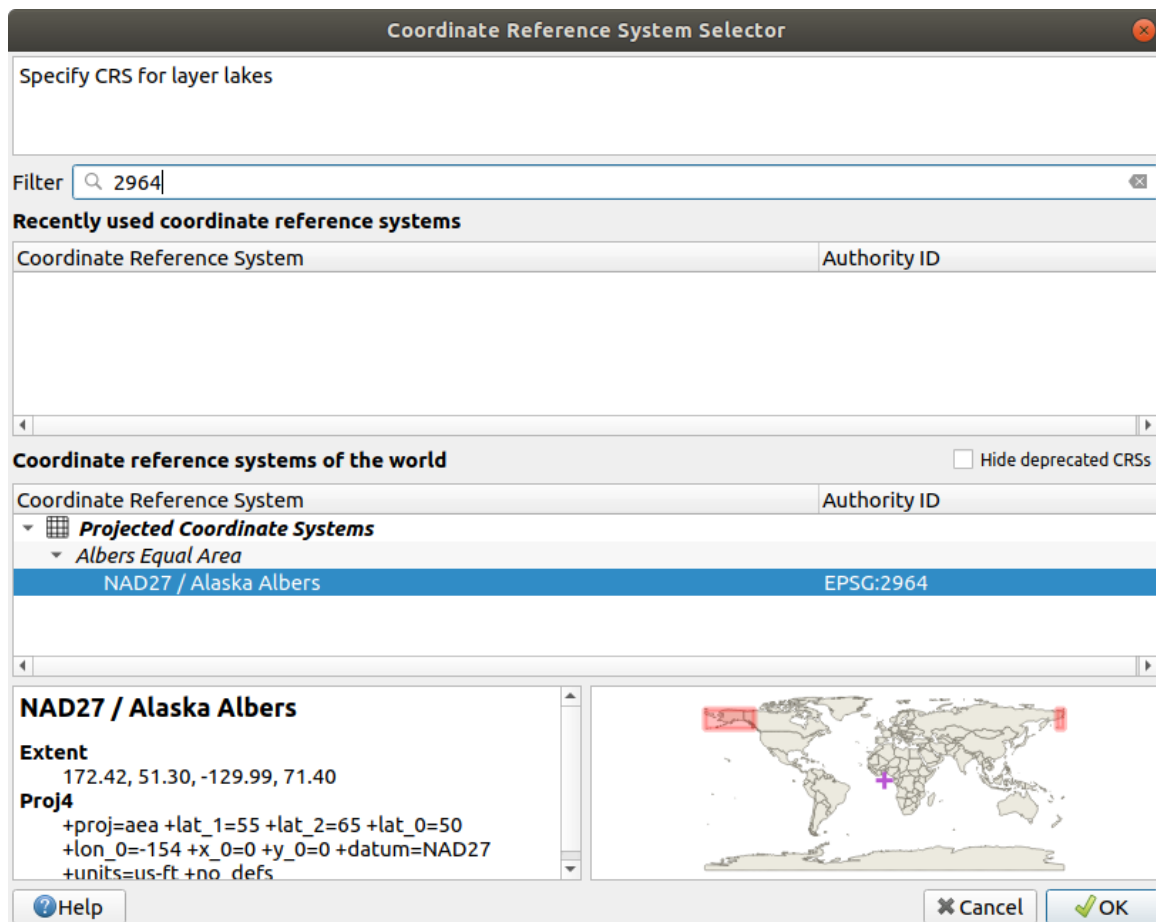 Coordinate Reference System Selector
Specify CRS for layer lakes
Filter 2964
Recently used coordinate reference systems
Coordinate Reference System Authority ID
Coordinate reference systems of the world Hide deprecated CRSs
Coordinate Reference System Authority ID
Projected Coordinate Systems
Albers Equal Area
NAD27 / Alaska Albers EPSG:2964
NAD27 / Alaska Albers
Extent
172.42, 51.30, -129.99, 71.40
Proj4
+proj=aea +lat_1=55 +lat_2=65 +lat_0=50
+lon_0=-154 +x_0=0 +y_0=0 +datum=NAD27
+units=us-ft +no_defs
Help Cancel OK